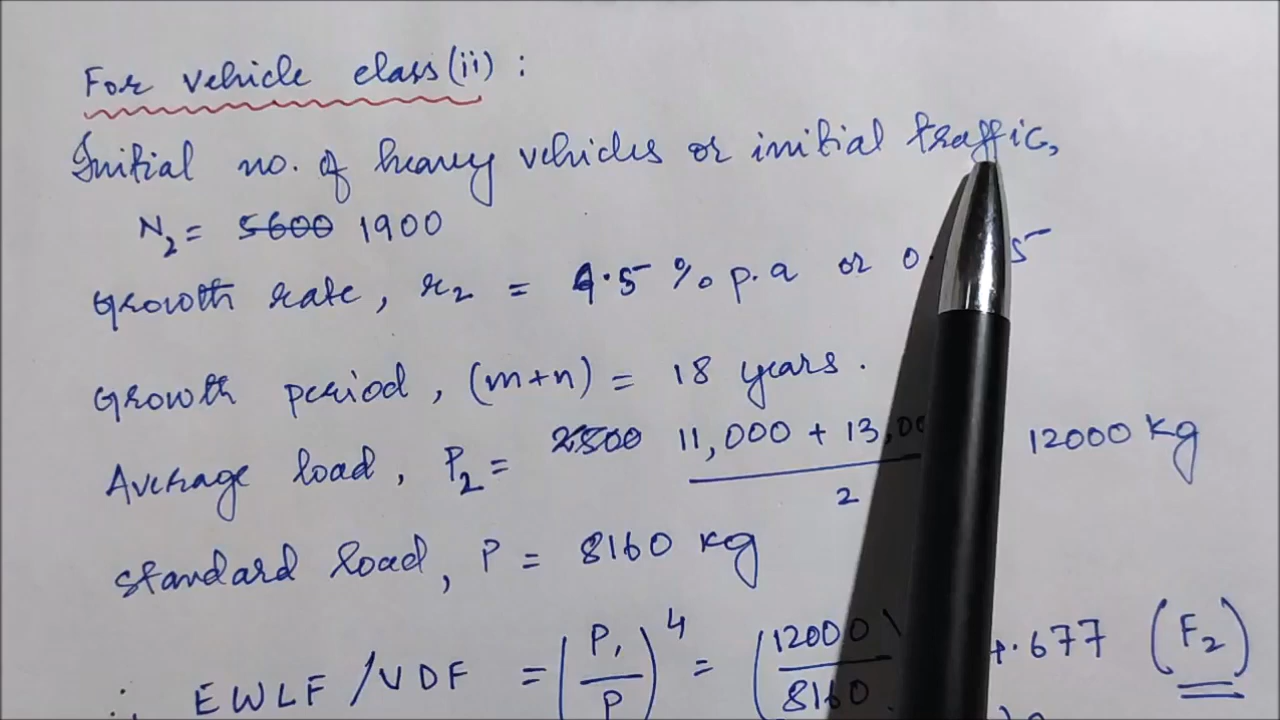 For vehicle class (ii) :
Initial no. of heavy vehicles or initial traffic,
N₂ = 5600 1900
Growth rate, r₂ = 4.5 % p.a or 0. 5
Growth period, (m+n) = 18 years.
Average load, P₂ = 2500 11,000 + 13,00 / 2 12000 kg
standard load, P = 8160 kg
∴ EWLF /VDF = (P₁/P)⁴ = (12000/8160 .677 (F₂)